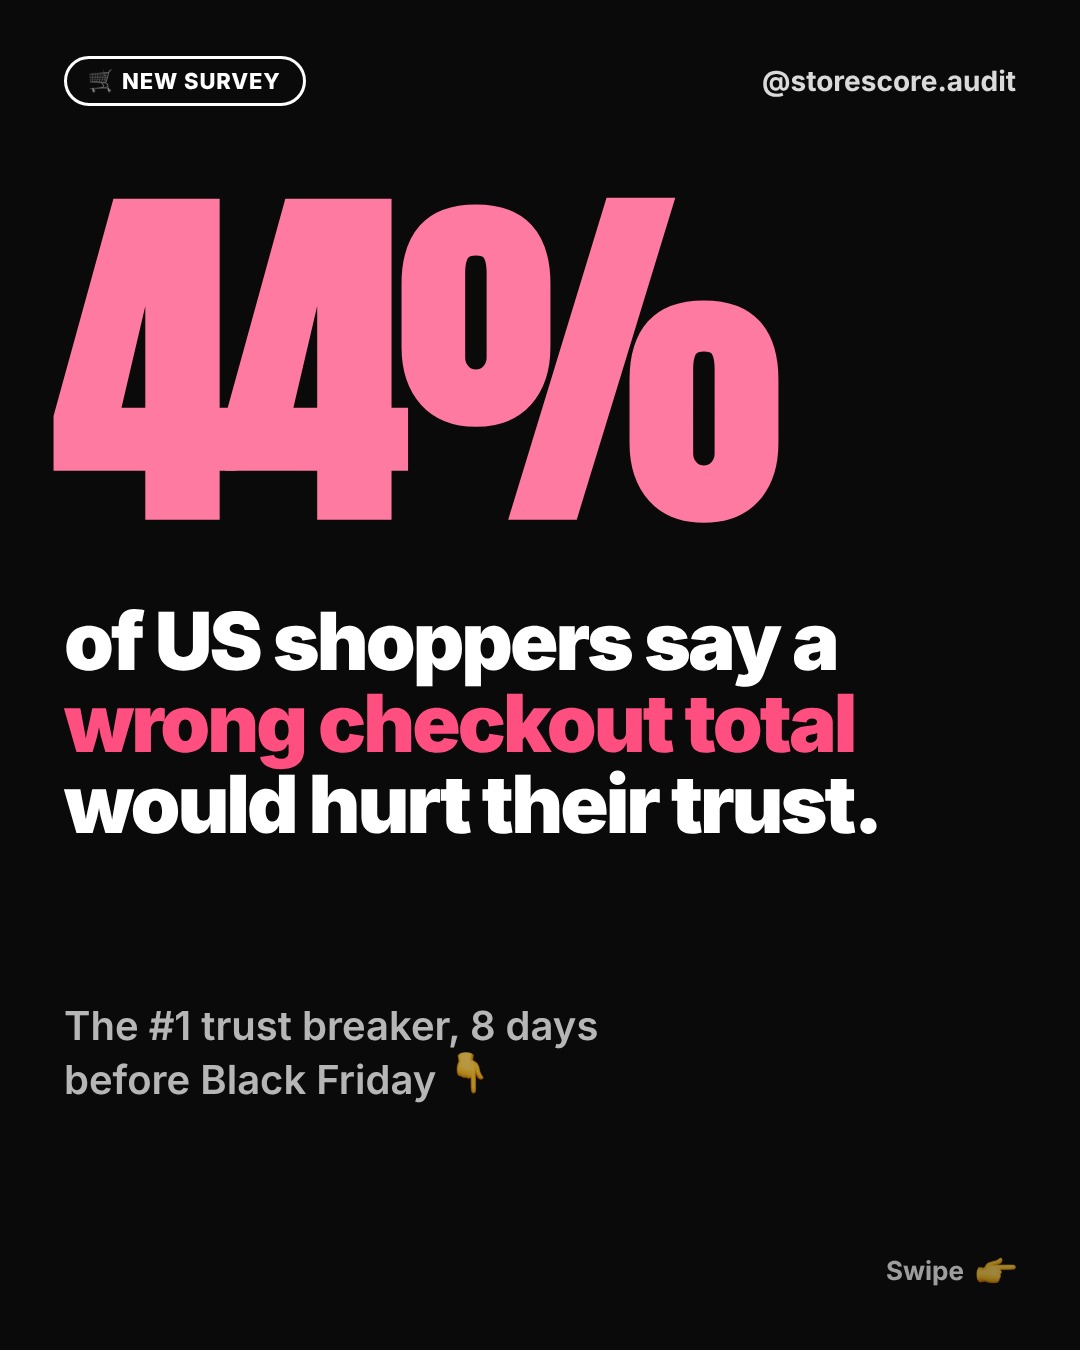 🛒 NEW SURVEY
@storescore.audit
44%
of US shoppers say a
wrong checkout total
would hurt their trust.
The #1 trust breaker, 8 days
before Black Friday 👇
Swipe 👉